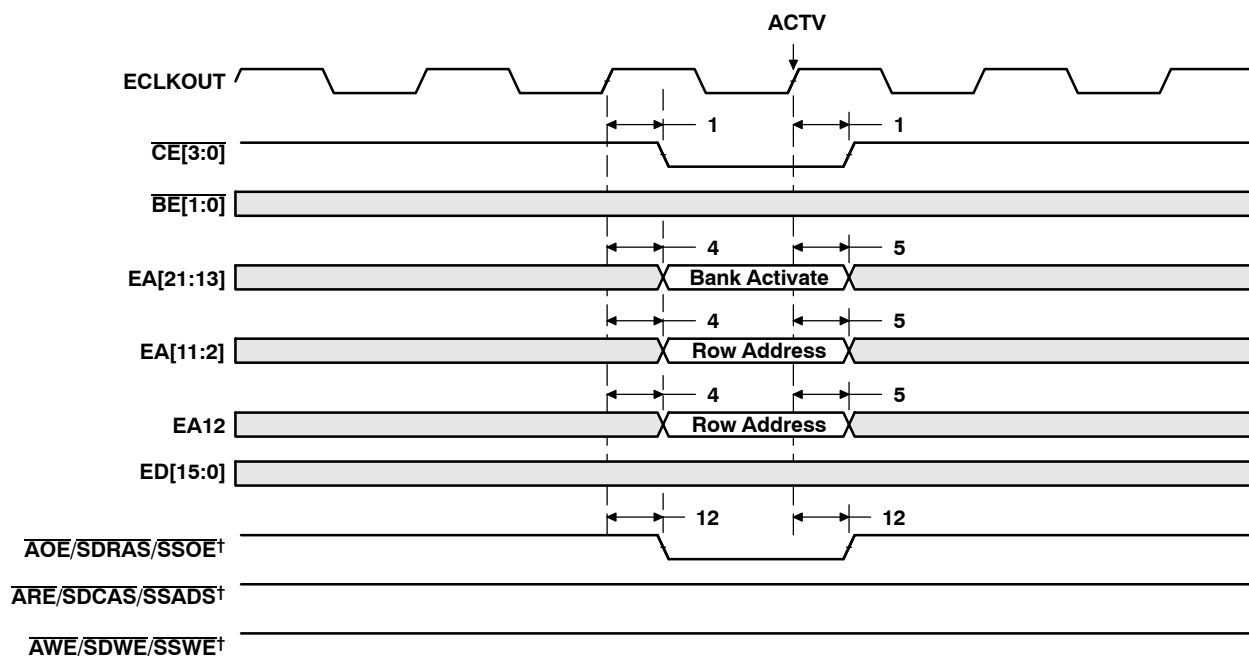 ACTV
ECLKOUT
1 1
CE[3:0]
BE[1:0]
4 5
EA[21:13] Bank Activate
4 5
EA[11:2] Row Address
4 5
EA12 Row Address
ED[15:0]
12 12
AOE/SDRAS/SSOE†
ARE/SDCAS/SSADS†
AWE/SDWE/SSWE†